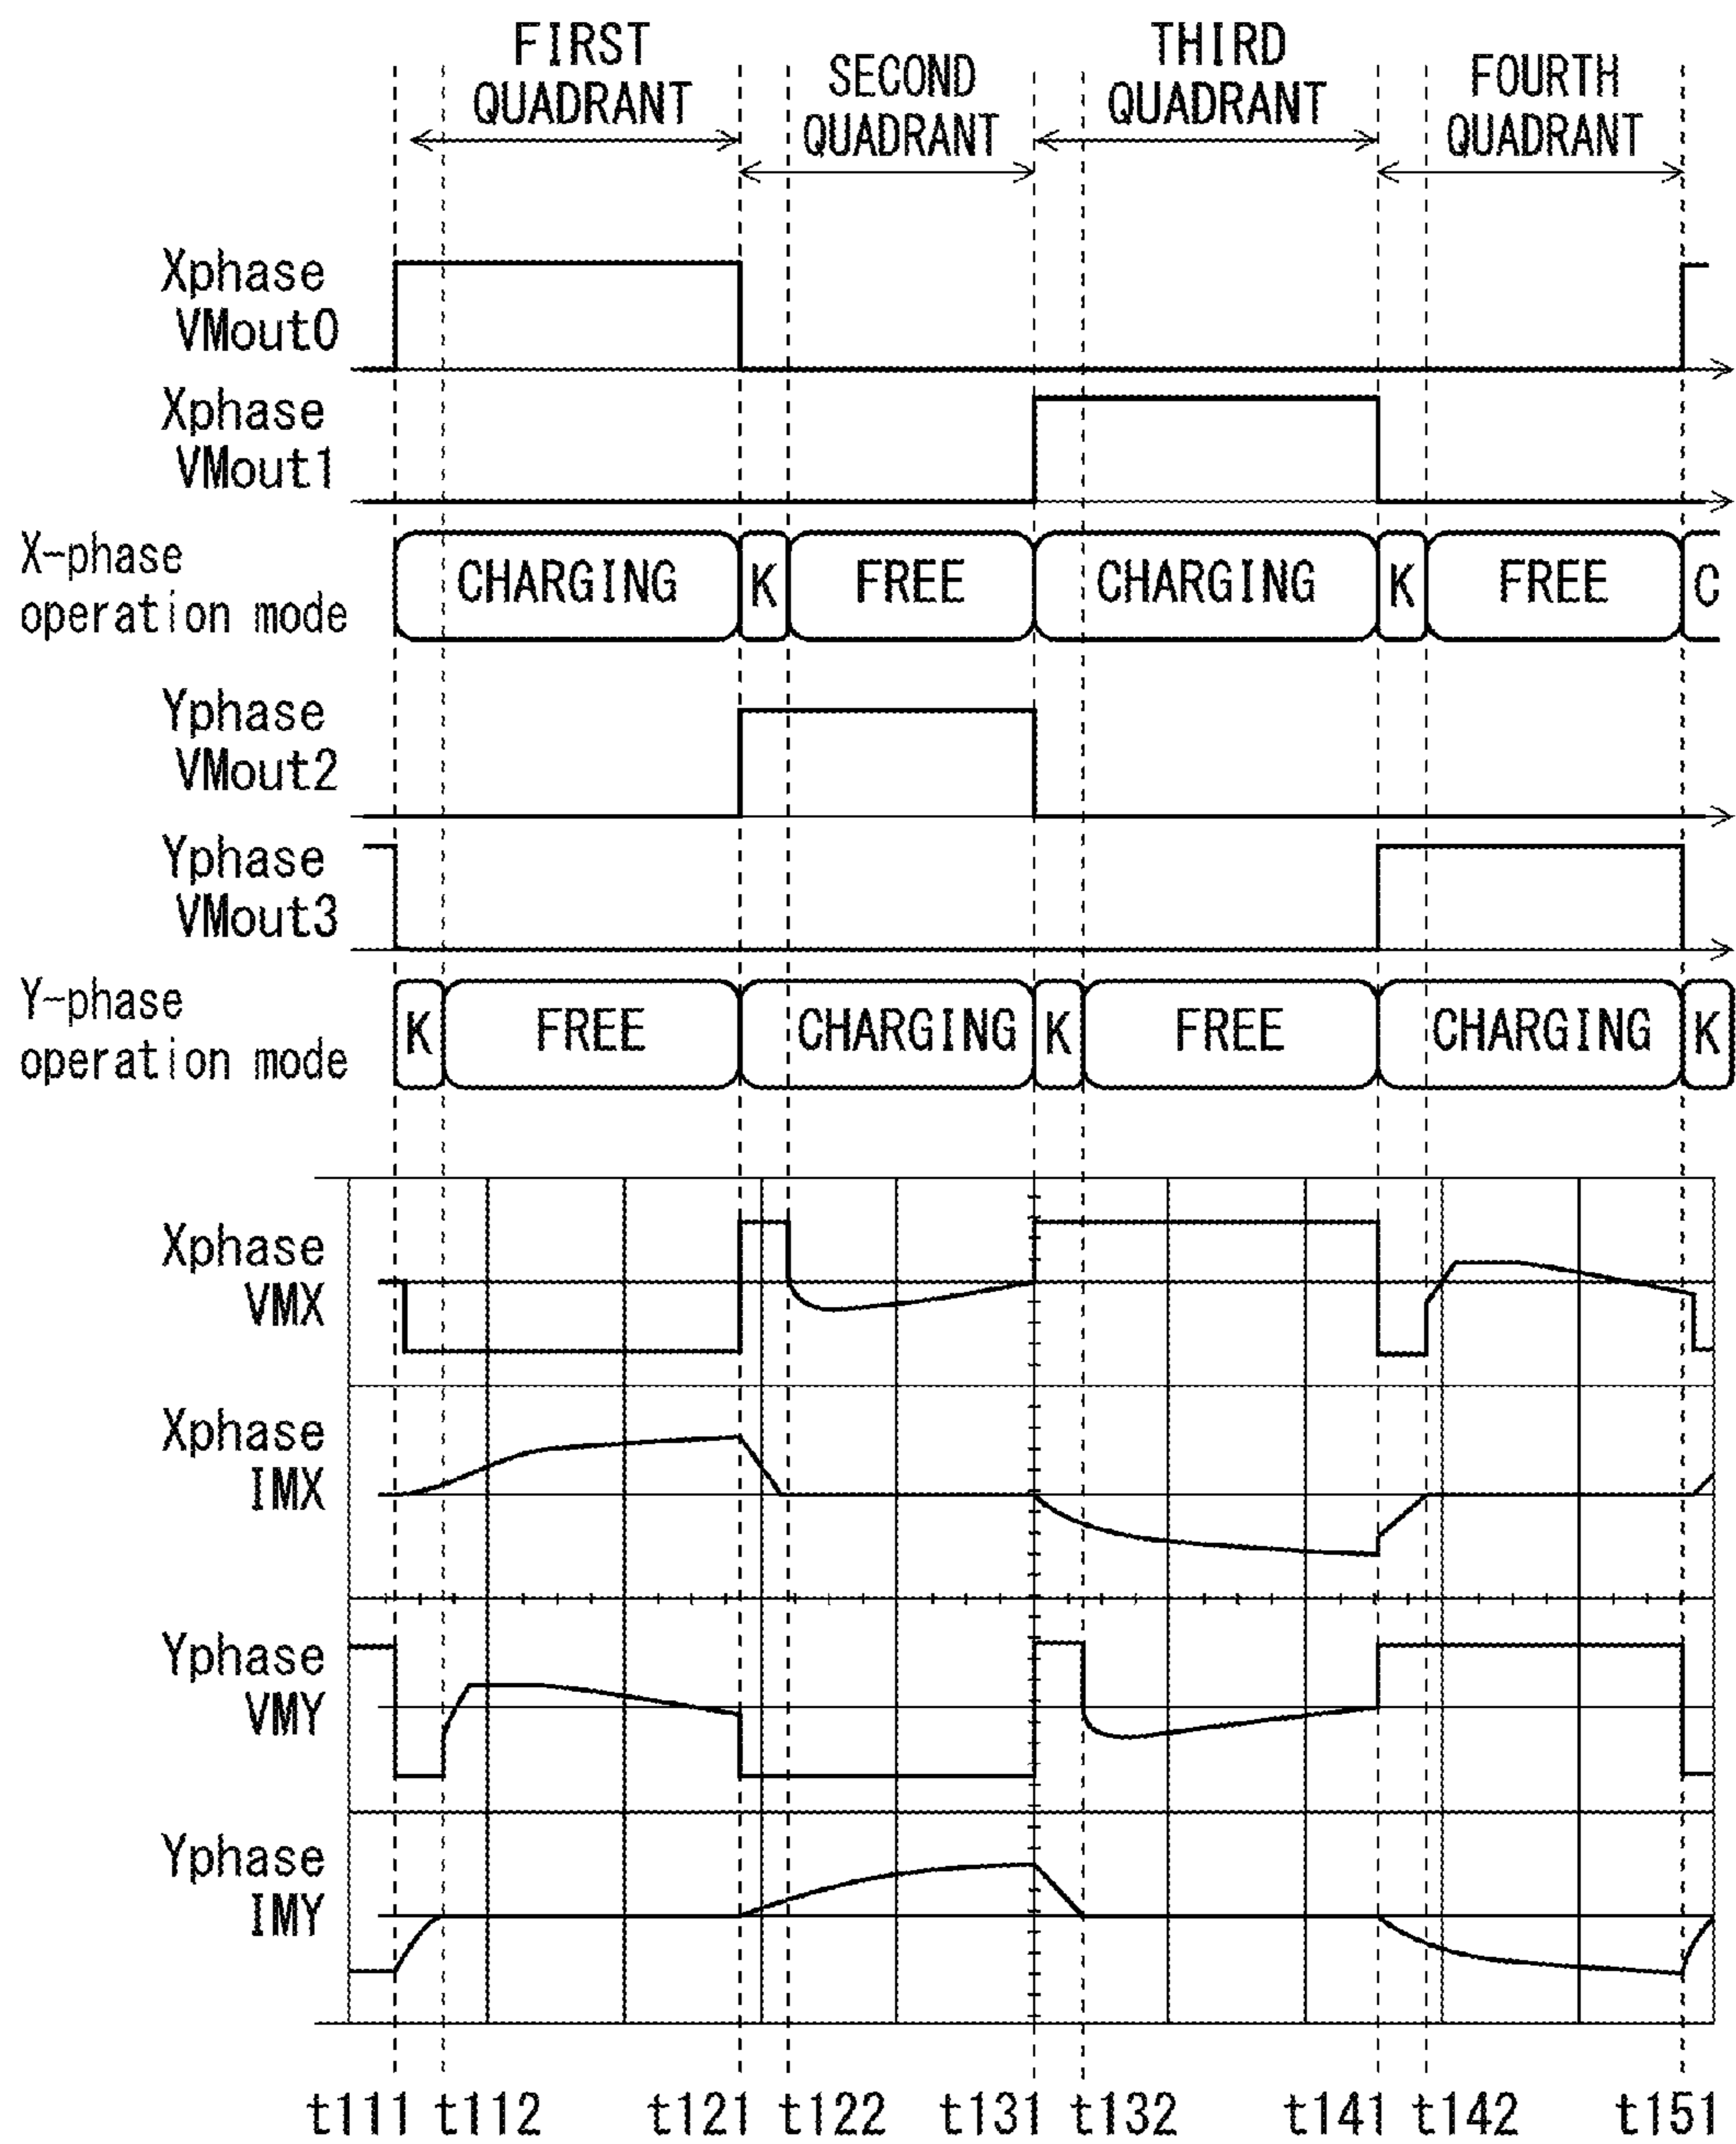 FIRST
QUADRANT
SECOND
QUADRANT
THIRD
QUADRANT
FOURTH
QUADRANT
Xphase
VMout0
Xphase
VMout1
X-phase
operation mode
CHARGING K FREE CHARGING K FREE C
Yphase
VMout2
Yphase
VMout3
Y-phase
operation mode
K FREE CHARGING K FREE CHARGING K
Xphase
VMX
Xphase
IMX
Yphase
VMY
Yphase
IMY
t111 t112 t121 t122 t131 t132 t141 t142 t151